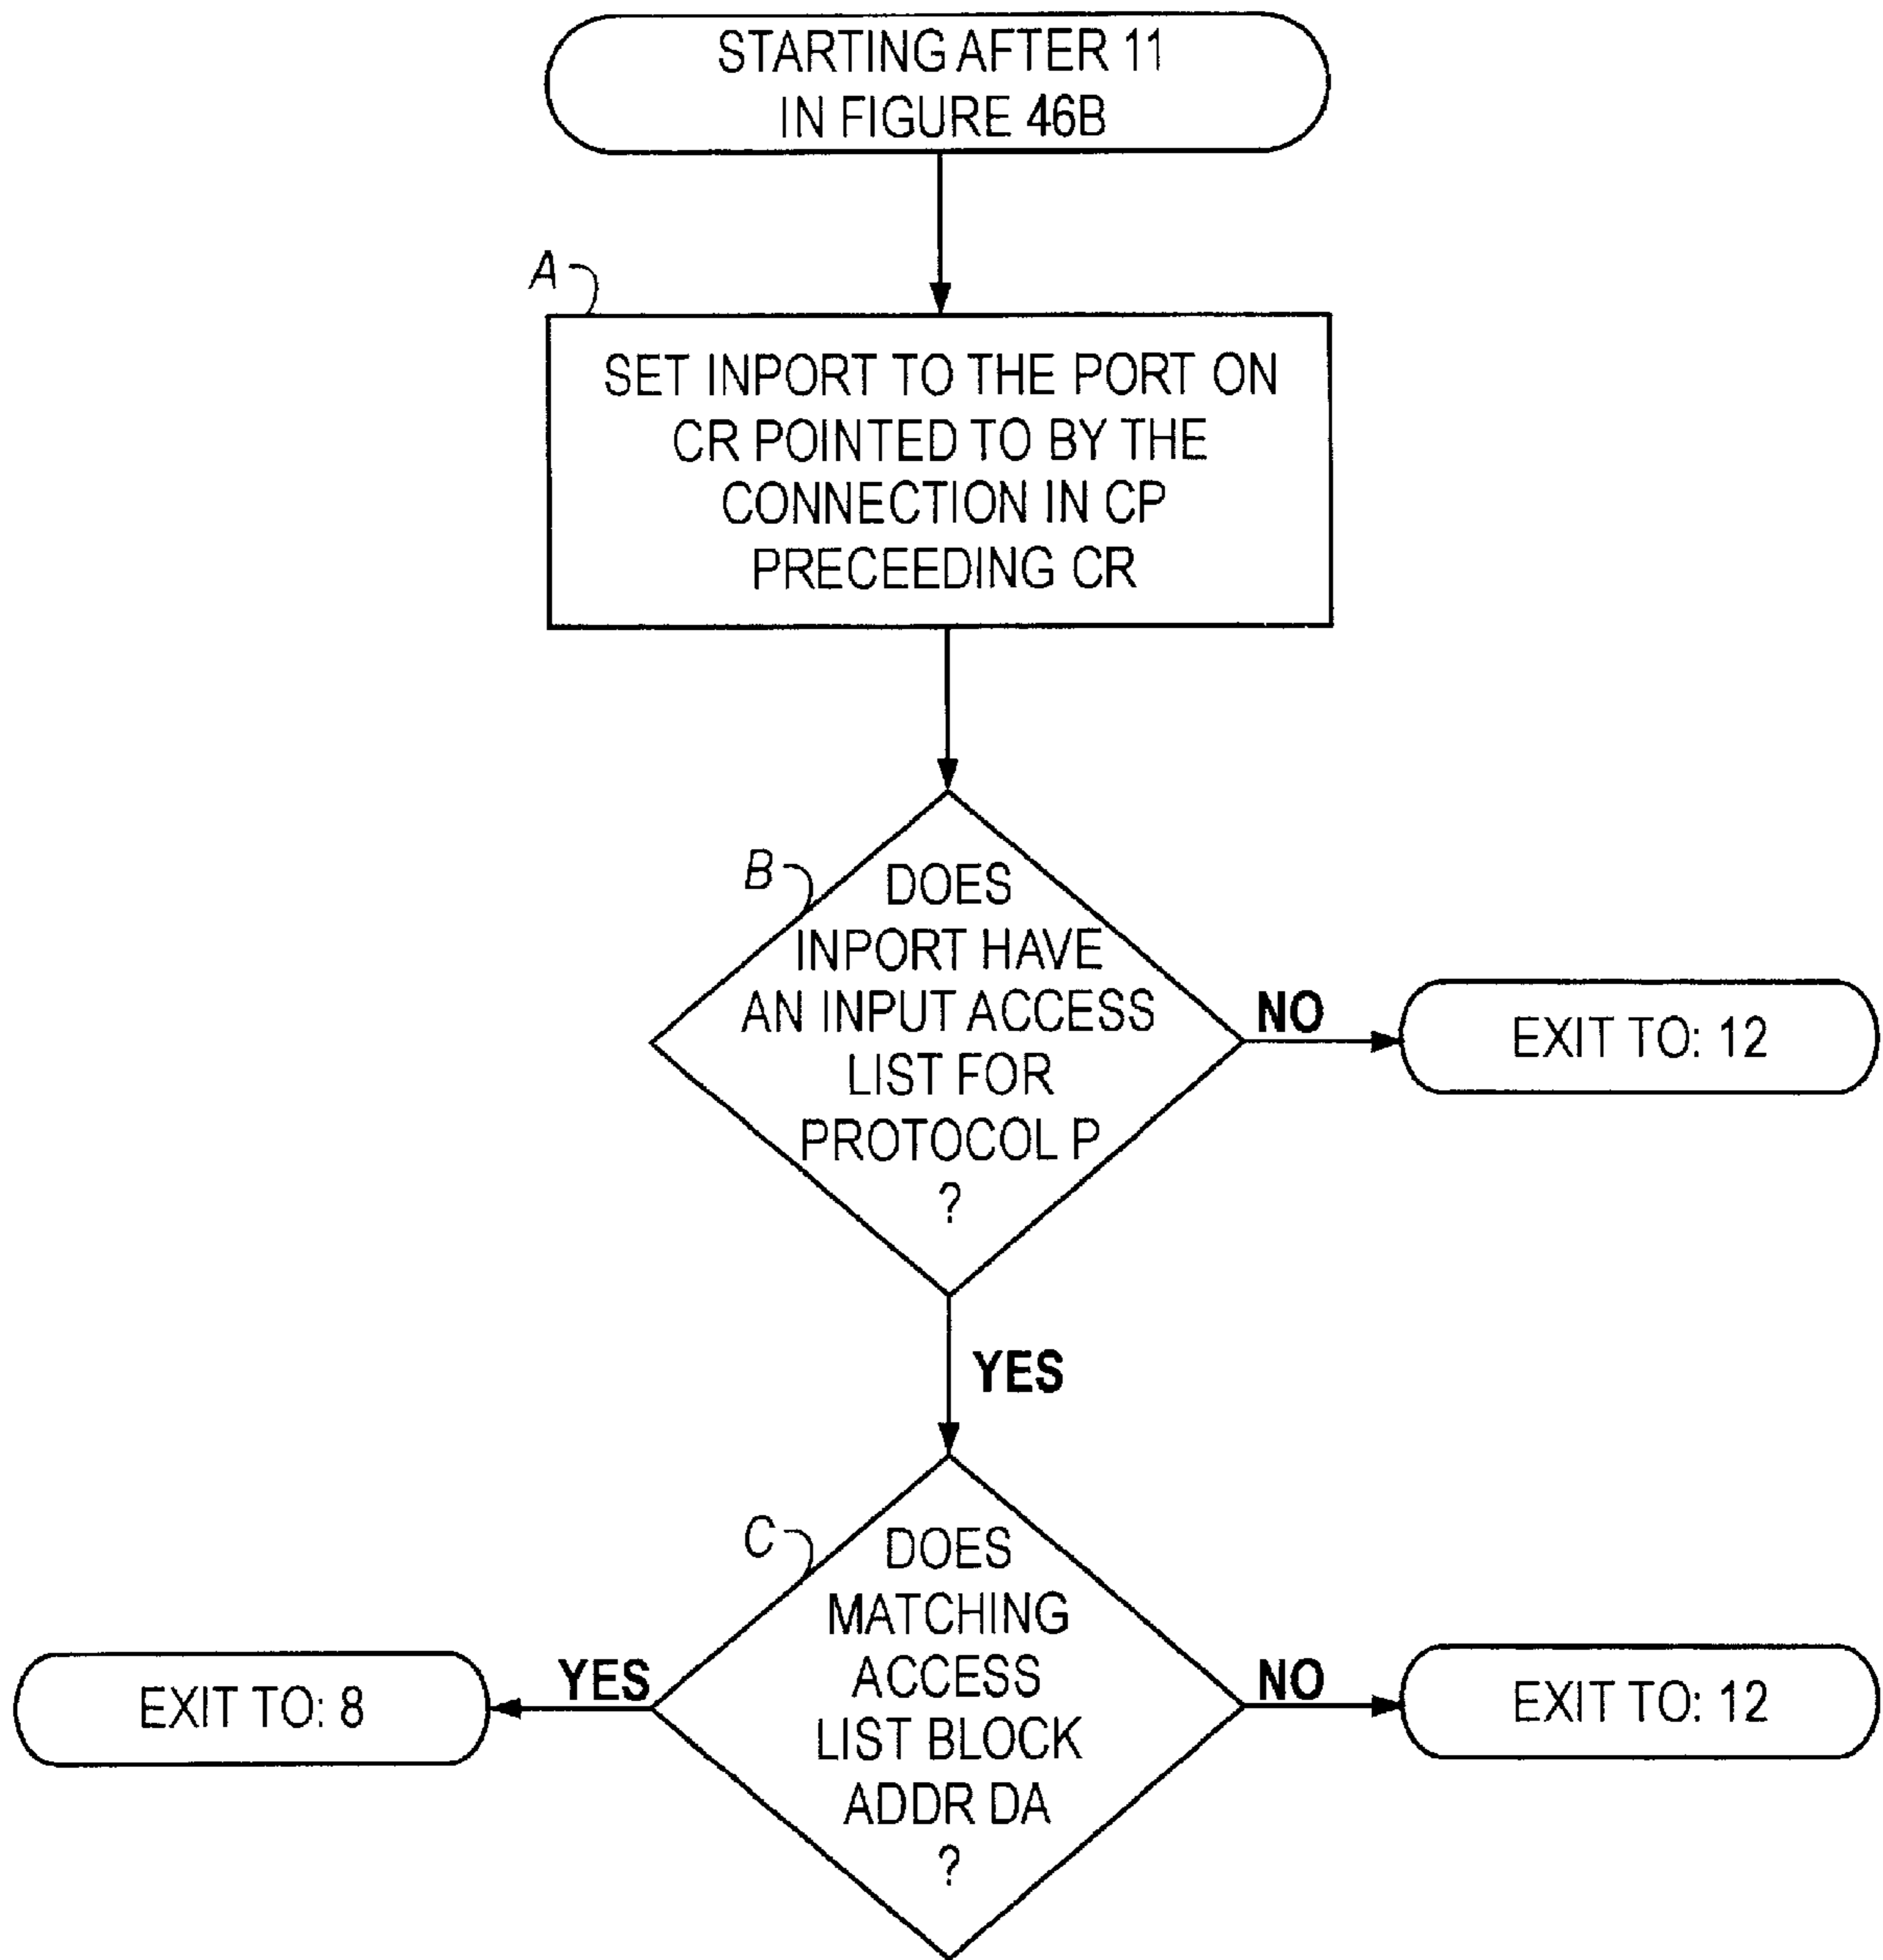 STARTING AFTER 11
IN FIGURE 46B
A
SET INPORT TO THE PORT ON
CR POINTED TO BY THE
CONNECTION IN CP
PRECEEDING CR
B
DOES
INPORT HAVE
AN INPUT ACCESS
LIST FOR
PROTOCOL P
?
NO
EXIT TO: 12
YES
C
DOES
MATCHING
ACCESS
LIST BLOCK
ADDR DA
?
YES
EXIT TO: 8
NO
EXIT TO: 12